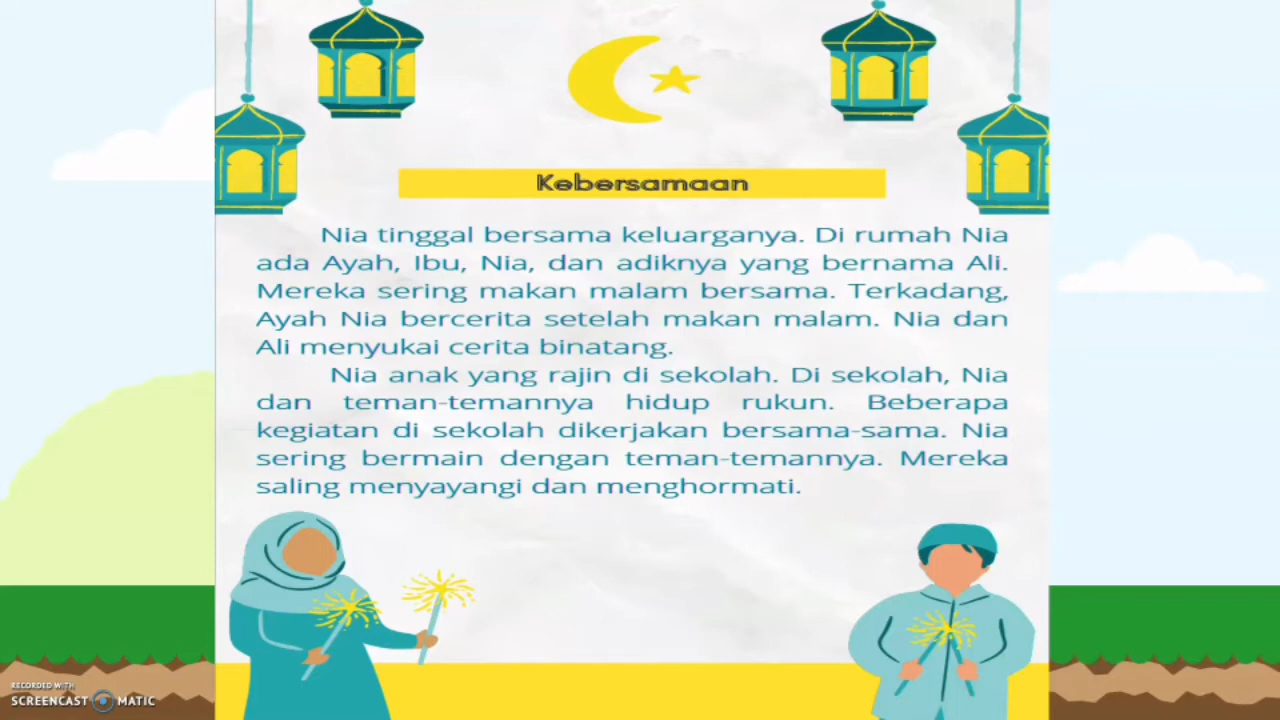 Kebersamaan
Nia tinggal bersama keluarganya. Di rumah Nia
ada Ayah, Ibu, Nia, dan adiknya yang bernama Ali.
Mereka sering makan malam bersama. Terkadang,
Ayah Nia bercerita setelah makan malam. Nia dan
Ali menyukai cerita binatang.
Nia anak yang rajin di sekolah. Di sekolah, Nia
dan teman-temannya hidup rukun. Beberapa
kegiatan di sekolah dikerjakan bersama-sama. Nia
sering bermain dengan teman-temannya. Mereka
saling menyayangi dan menghormati.
RECORDED WITH
SCREENCAST MATIC